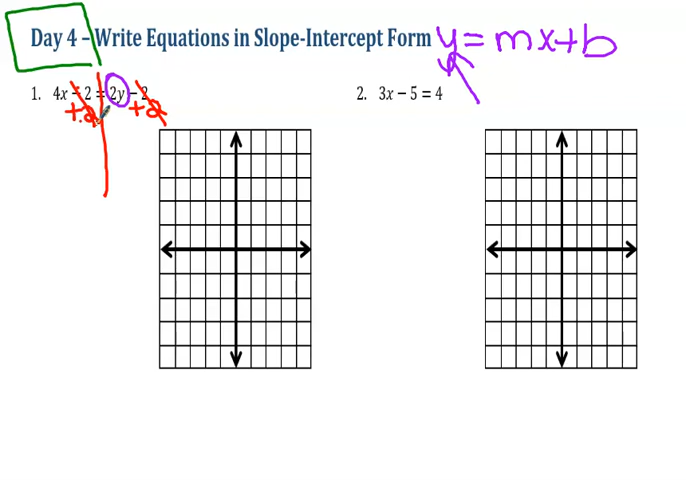 Day 4 – Write Equations in Slope-Intercept Form y = mx+b
1. 4x − 2 = 2y − 2
+2 +2
2. 3x − 5 = 4